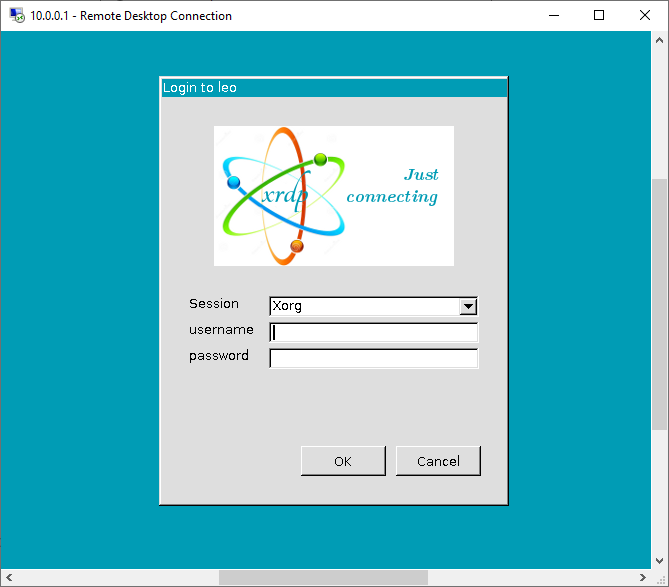 10.0.0.1 - Remote Desktop Connection
Login to leo
xrdp
Just
connecting
Session
Xorg
username
password
OK
Cancel